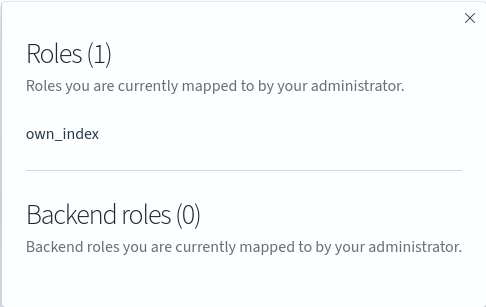 Roles (1)
Roles you are currently mapped to by your administrator.
own_index
Backend roles (0)
Backend roles you are currently mapped to by your administrator.